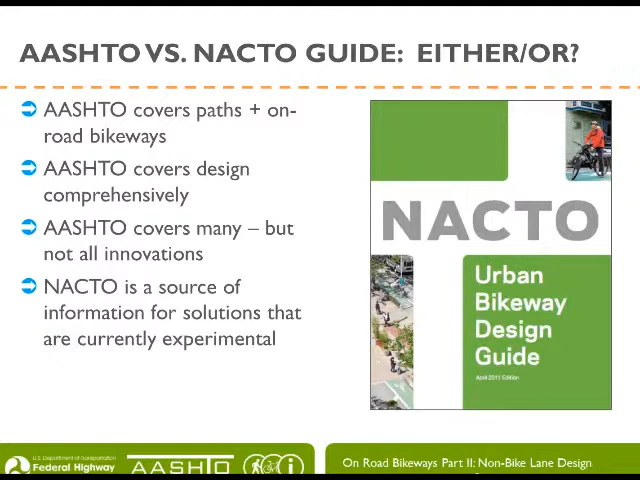 AASHTO VS. NACTO GUIDE: EITHER/OR?
AASHTO covers paths + on-
road bikeways
AASHTO covers design
comprehensively
AASHTO covers many – but
not all innovations
NACTO is a source of
information for solutions that
are currently experimental
NACTO
Urban
Bikeway
Design
Guide
April 2011 Edition
U.S. Department of Transportation
Federal Highway
AASHTO
On Road Bikeways Part II: Non-Bike Lane Design